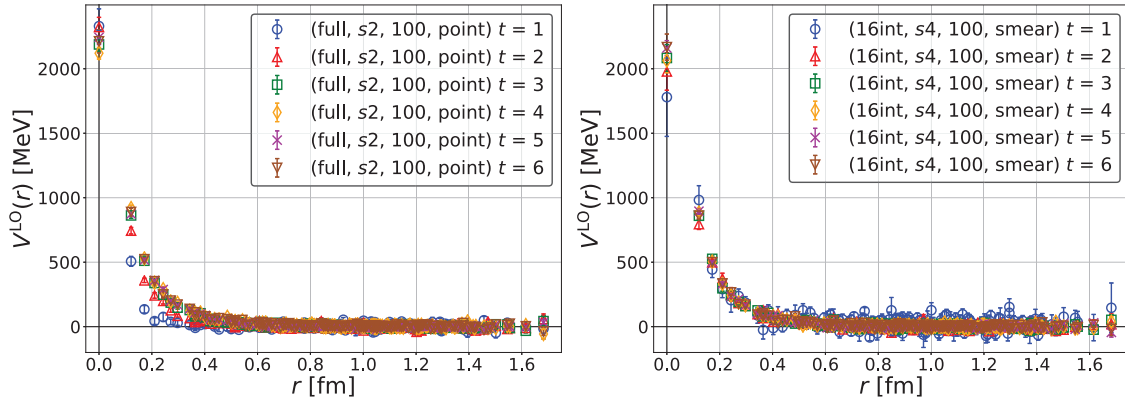 (full, s2, 100, point) t = 1
(full, s2, 100, point) t = 2
(full, s2, 100, point) t = 3
(full, s2, 100, point) t = 4
(full, s2, 100, point) t = 5
(full, s2, 100, point) t = 6
V^LO(r) [MeV]
2000
1500
1000
500
0
0.0 0.2 0.4 0.6 0.8 1.0 1.2 1.4 1.6
r [fm]
(16int, s4, 100, smear) t = 1
(16int, s4, 100, smear) t = 2
(16int, s4, 100, smear) t = 3
(16int, s4, 100, smear) t = 4
(16int, s4, 100, smear) t = 5
(16int, s4, 100, smear) t = 6
V^LO(r) [MeV]
2000
1500
1000
500
0
0.0 0.2 0.4 0.6 0.8 1.0 1.2 1.4 1.6
r [fm]